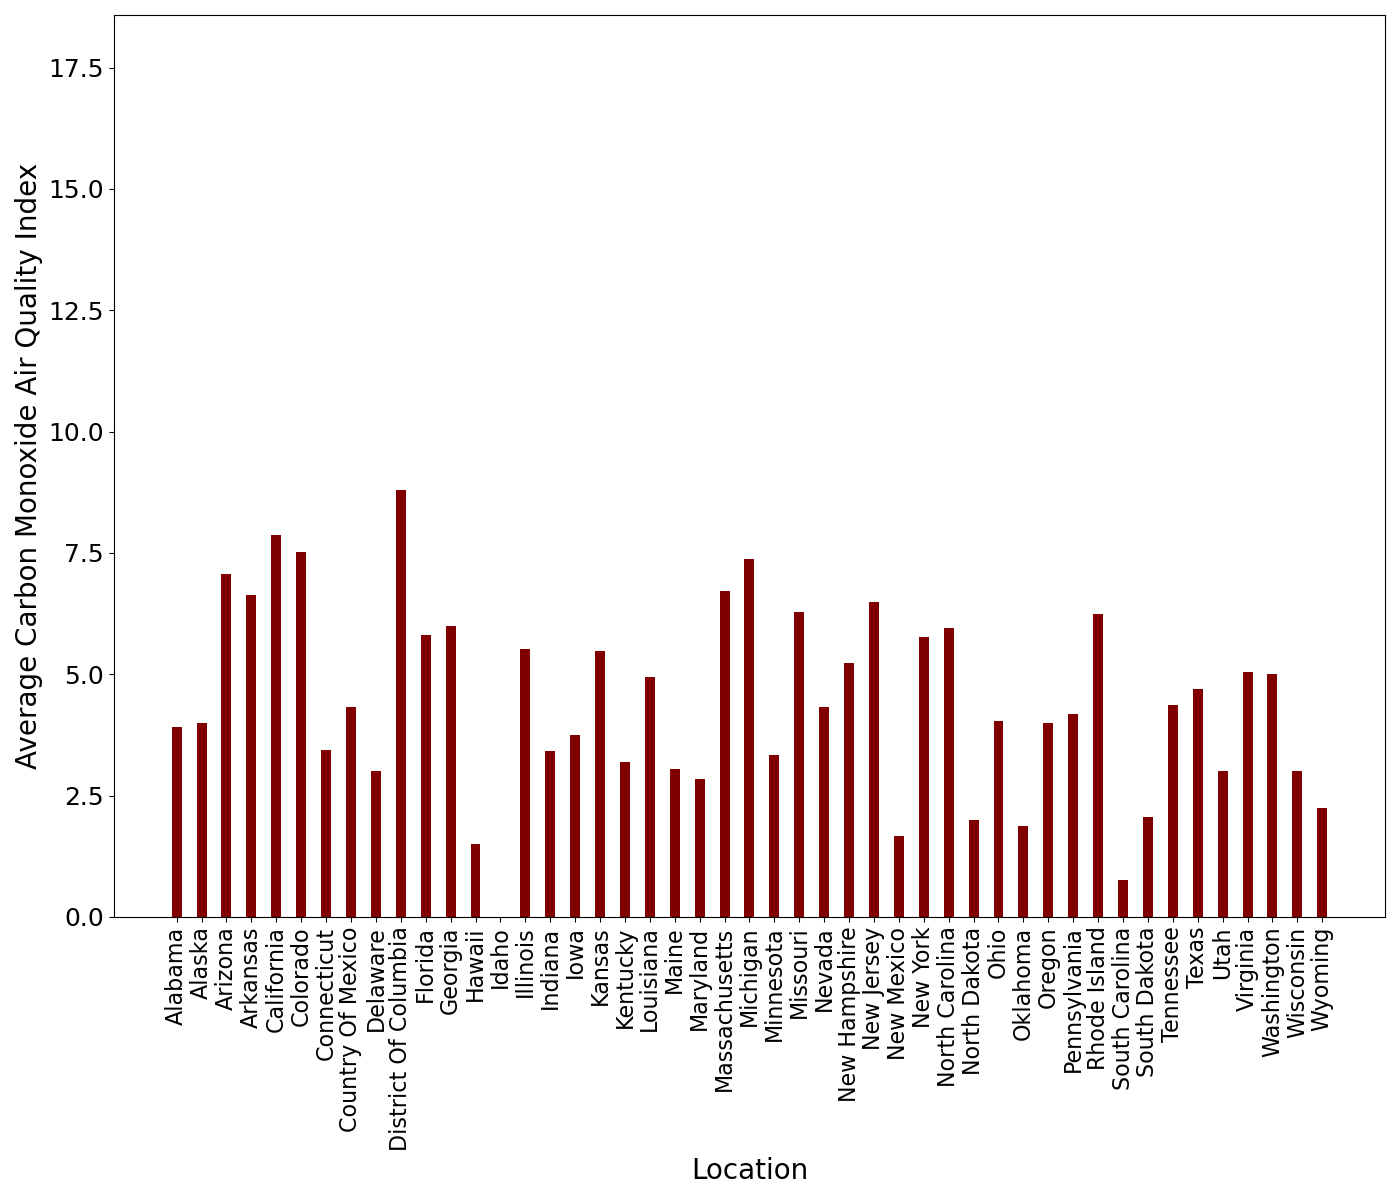 17.5
15.0
12.5
10.0
7.5
5.0
2.5
0.0
Average Carbon Monoxide Air Quality Index
Alabama
Alaska
Arizona
Arkansas
California
Colorado
Connecticut
Country Of Mexico
Delaware
District Of Columbia
Florida
Georgia
Hawaii
Idaho
Illinois
Indiana
Iowa
Kansas
Kentucky
Louisiana
Maine
Maryland
Massachusetts
Michigan
Minnesota
Missouri
Nevada
New Hampshire
New Jersey
New Mexico
New York
North Carolina
North Dakota
Ohio
Oklahoma
Oregon
Pennsylvania
Rhode Island
South Carolina
South Dakota
Tennessee
Texas
Utah
Virginia
Washington
Wisconsin
Wyoming
Location